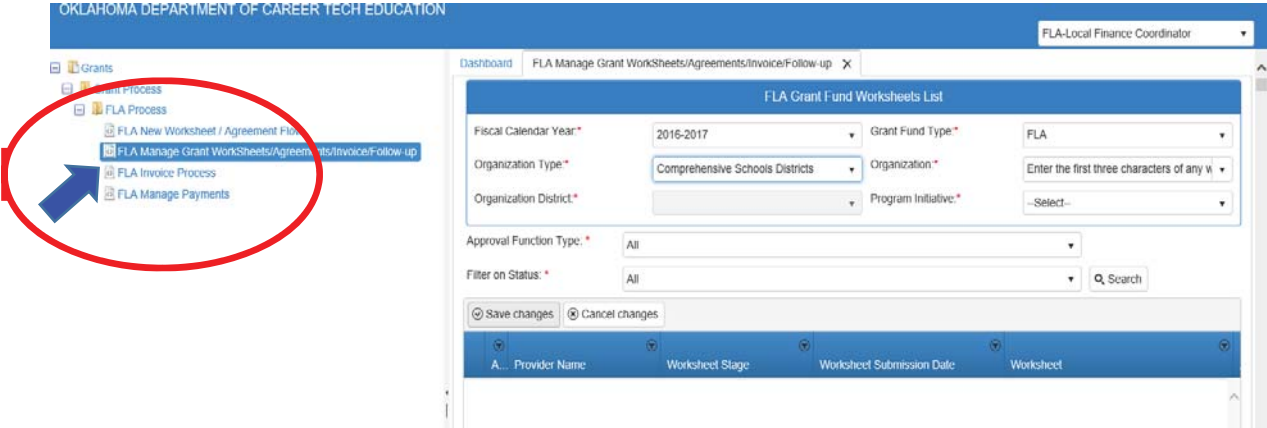 OKLAHOMA DEPARTMENT OF CAREER TECH EDUCATION
FLA-Local Finance Coordinator
Grants
Grant Process
FLA Process
FLA New Worksheet / Agreement Flow
FLA Manage Grant WorkSheets/Agreements/Invoice/Follow-up
FLA Invoice Process
FLA Manage Payments
Dashboard FLA Manage Grant WorkSheets/Agreements/Invoice/Follow-up X
FLA Grant Fund Worksheets List
Fiscal Calendar Year:* 2016-2017 Grant Fund Type:* FLA
Organization Type:* Comprehensive Schools Districts Organization:* Enter the first three characters of any w
Organization District:* Program Initiative:* --Select--
Approval Function Type: * All
Filter on Status: * All Search
Save changes Cancel changes
A... Provider Name Worksheet Stage Worksheet Submission Date Worksheet